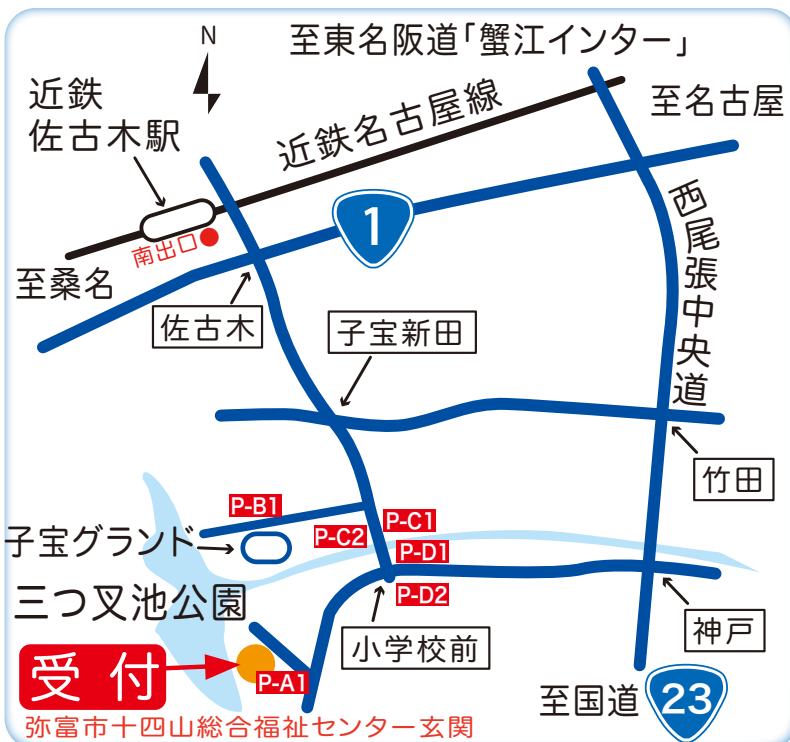 N
至東名阪道「蟹江インター」
近鉄
佐古木駅
近鉄名古屋線
至名古屋
1
南出口
至桑名
西尾張中央道
佐古木
子宝新田
竹田
P-B1
P-C1
P-C2
子宝グランド
P-D1
三つ叉池公園
P-D2
小学校前
神戸
受付
P-A1
至国道
23
弥富市十四山総合福祉センター玄関